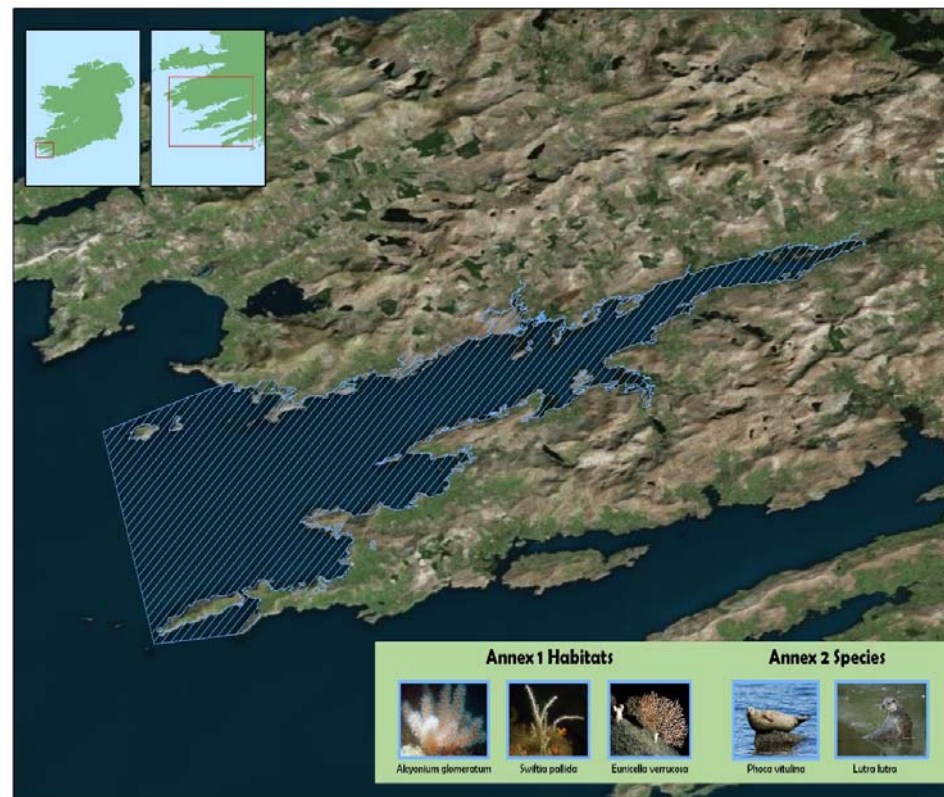 Annex 1 Habitats
Annex 2 Species
Alcyonium glomeratum
Swiftia pallida
Eunicella verrucosa
Phoca vitulina
Lutra lutra